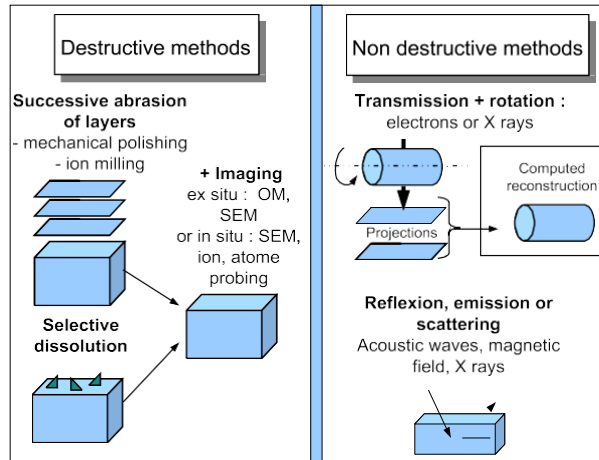 Destructive methods
Successive abrasion
of layers
- mechanical polishing
- ion milling
+ Imaging
ex situ : OM,
SEM
or in situ : SEM,
ion, atome
probing
Selective
dissolution
Non destructive methods
Transmission + rotation :
electrons or X rays
Computed
reconstruction
Projections
Reflexion, emission or
scattering
Acoustic waves, magnetic
field, X rays